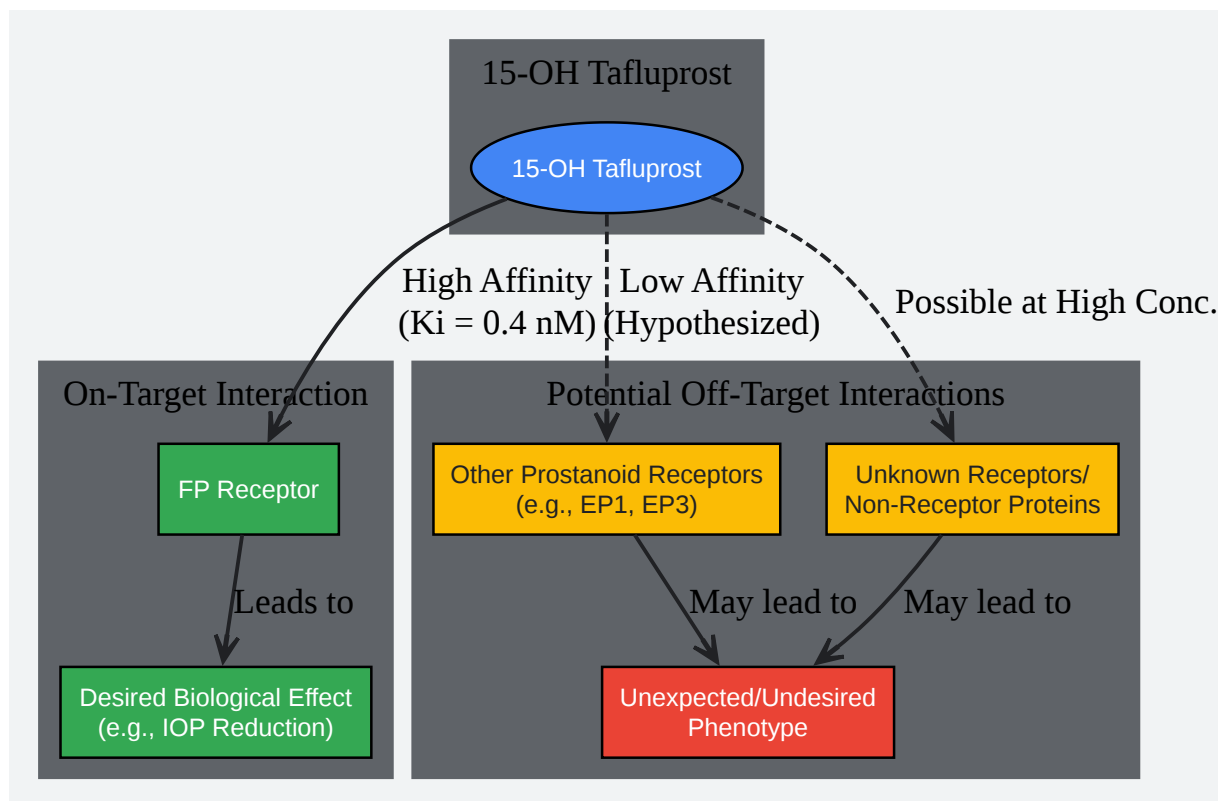 15-OH Tafluprost
15-OH Tafluprost
High Affinity
(Ki = 0.4 nM)
Low Affinity
(Hypothesized)
Possible at High Conc.
On-Target Interaction
Potential Off-Target Interactions
FP Receptor
Other Prostanoid Receptors
(e.g., EP1, EP3)
Unknown Receptors/
Non-Receptor Proteins
Leads to
May lead to
May lead to
Desired Biological Effect
(e.g., IOP Reduction)
Unexpected/Undesired
Phenotype